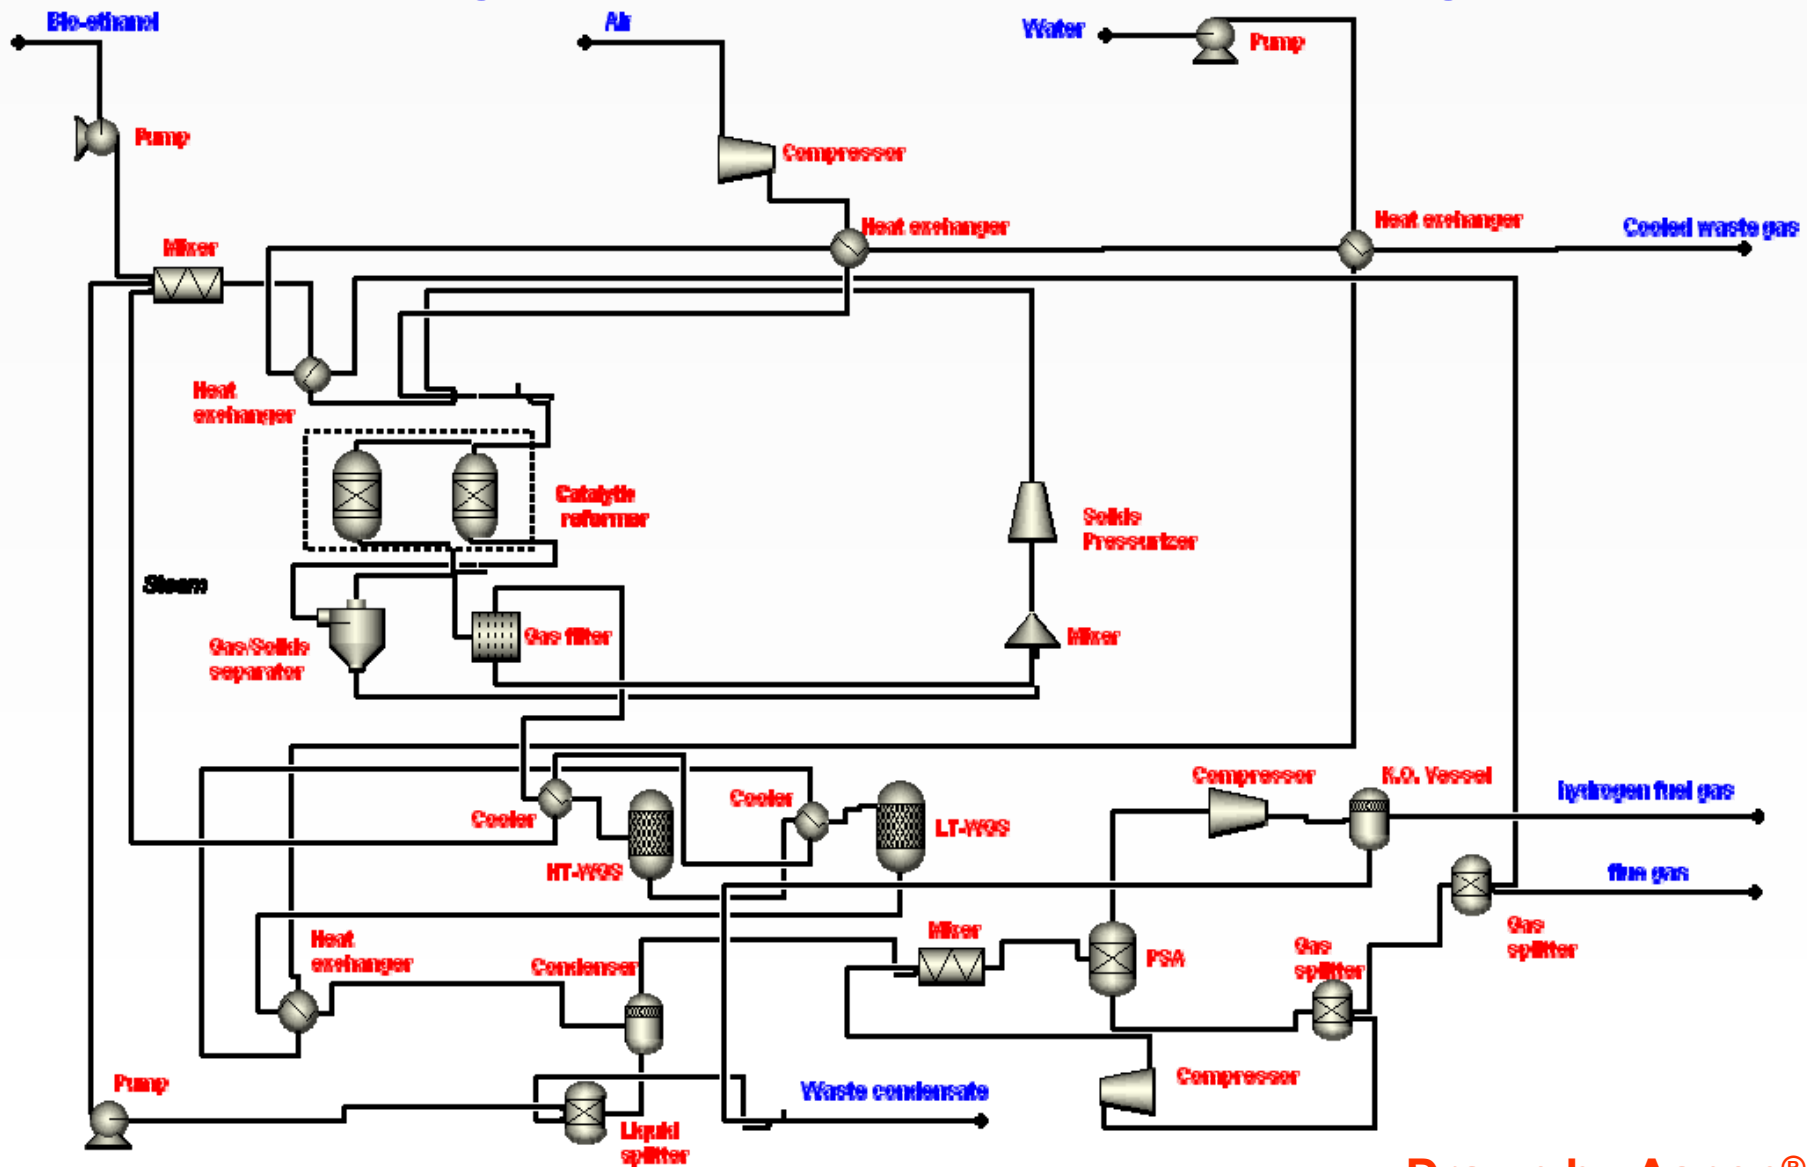 Bio-ethanol
Air
Water
Pump
Pump
Compressor
Heat exchanger
Heat exchanger
Cooled waste gas
Mixer
Heat
exchanger
Catalytic
reformer
Solids
Pressurizer
Steam
Gas/Solids
separator
Gas filter
Mixer
Compressor
K.O. Vessel
hydrogen fuel gas
Cooler
Cooler
LT-WGS
HT-WGS
flue gas
Gas
splitter
Heat
exchanger
Condenser
Mixer
PSA
Gas
splitter
Pump
Waste condensate
Compressor
Liquid
splitter